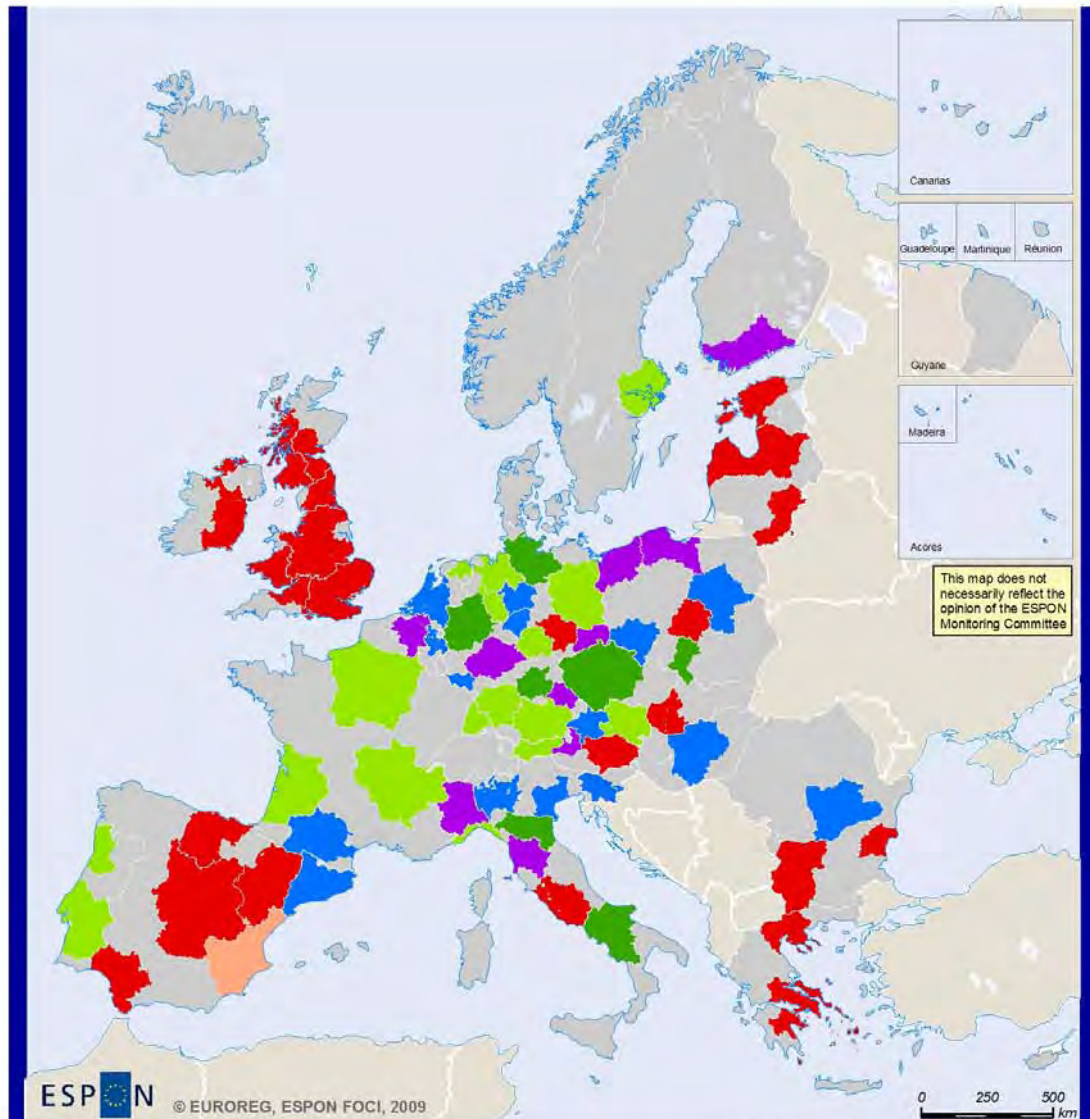 Canarias
Guadeloupe
Martinique
Réunion
Guyane
Madeira
Acores
This map does not
necessarily reflect the
opinion of the ESPON
Monitoring Committee
ESPON
© EUROREG, ESPON FOCI, 2009
0 250 500
km